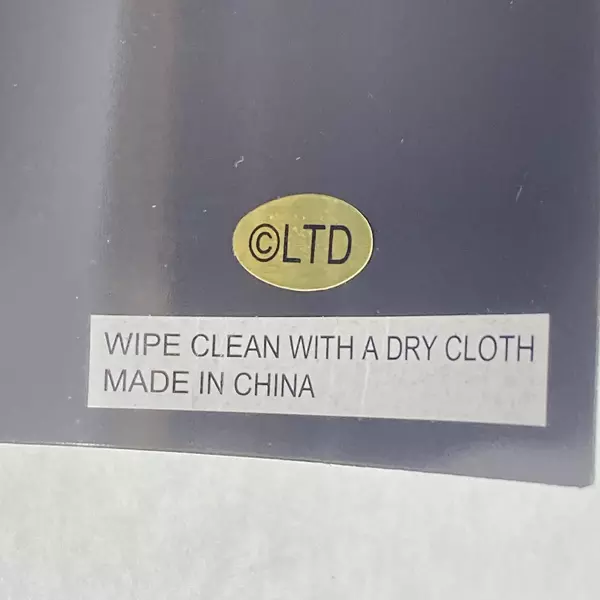 ©LTD
WIPE CLEAN WITH A DRY CLOTH
MADE IN CHINA